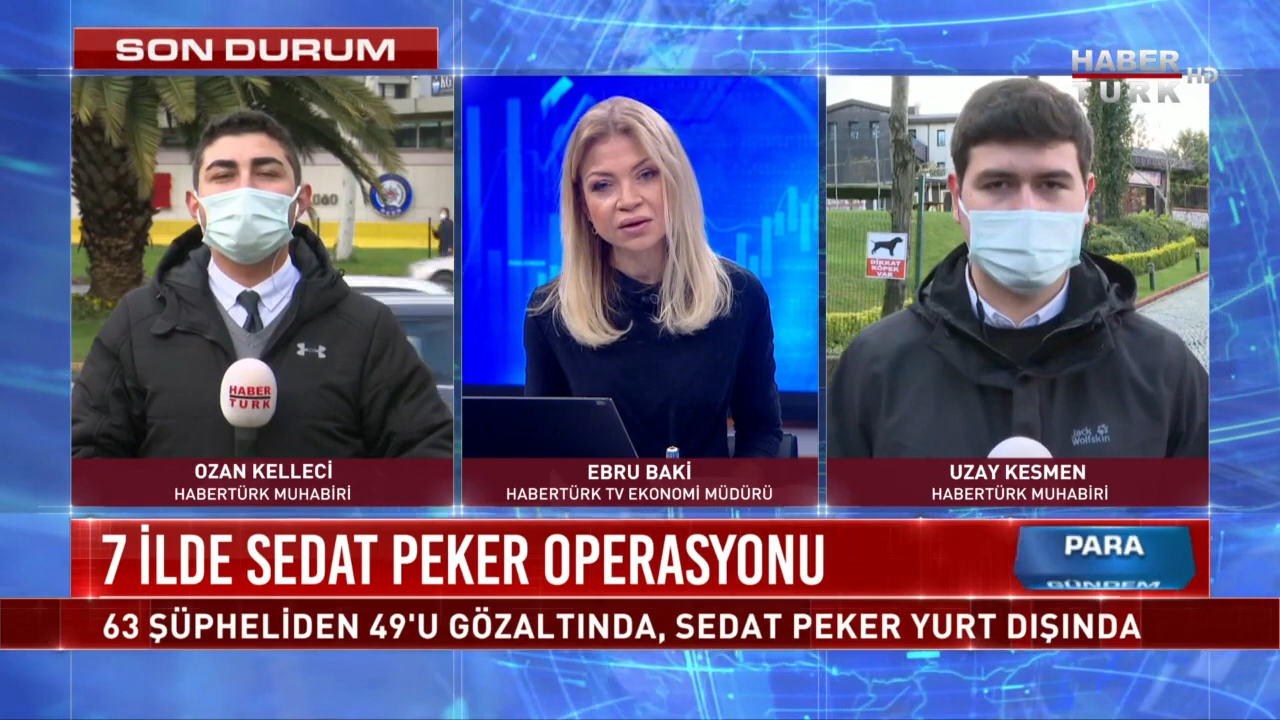 SON DURUM
HABER
TÜRK HD
DİKKAT
KÖPEK
VAR
HABER
TÜRK
Jack
Wolfskin
OZAN KELLECİ
HABERTÜRK MUHABİRİ
EBRU BAKİ
HABERTÜRK TV EKONOMİ MÜDÜRÜ
UZAY KESMEN
HABERTÜRK MUHABİRİ
7 İLDE SEDAT PEKER OPERASYONU
PARA
GÜNDEM
63 ŞÜPHELİDEN 49'U GÖZALTINDA, SEDAT PEKER YURT DIŞINDA